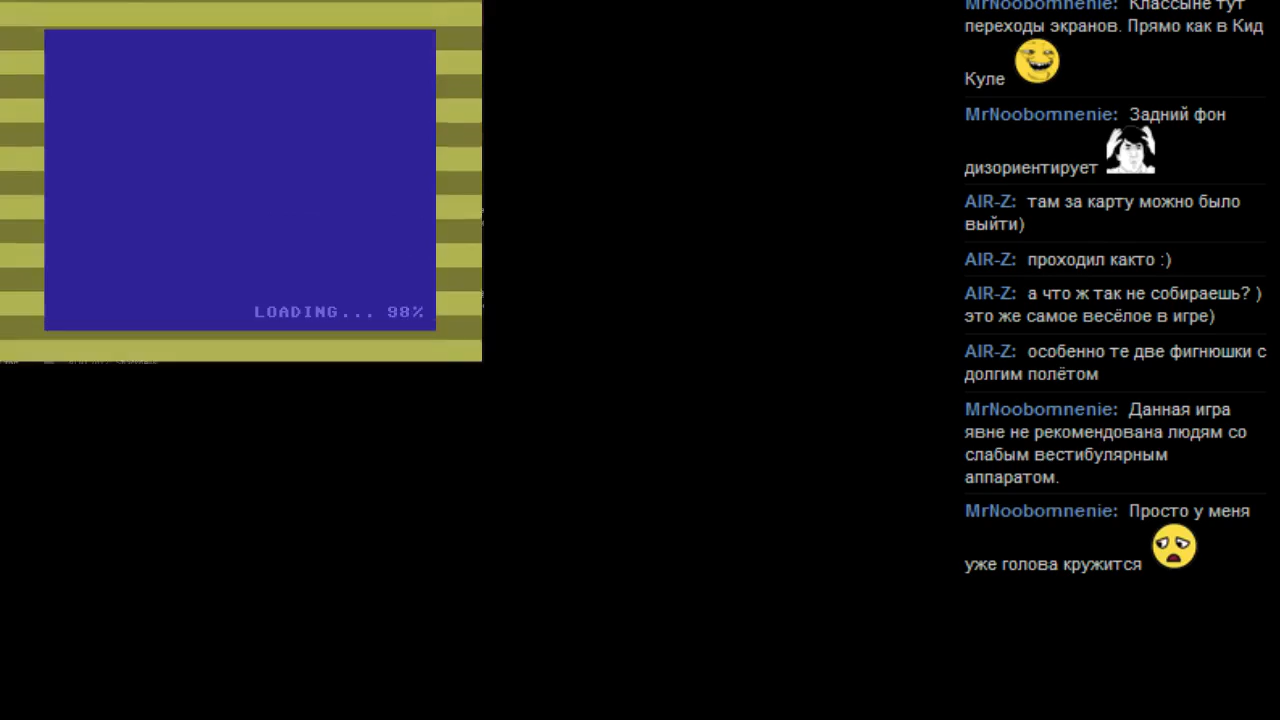 LOADING... 98%
MrNoobomnenie: Классыне тут
переходы экранов. Прямо как в Кид
Куле
MrNoobomnenie: Задний фон
дизориентирует
AIR-Z: там за карту можно было
выйти)
AIR-Z: проходил както :)
AIR-Z: а что ж так не собираешь? )
это же самое весёлое в игре)
AIR-Z: особенно те две фигнюшки с
долгим полётом
MrNoobomnenie: Данная игра
явне не рекомендована людям со
слабым вестибулярным
аппаратом.
MrNoobomnenie: Просто у меня
уже голова кружится